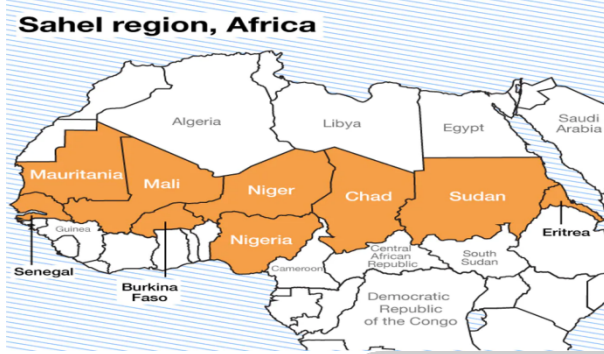 Sahel region, Africa
Algeria
Libya
Egypt
Saudi
Arabia
Mauritania
Mali
Niger
Chad
Sudan
Eritrea
Guinea
Nigeria
Senegal
Burkina
Faso
Cameroon
Central
African
Republic
South
Sudan
Democratic
Republic
of the Congo